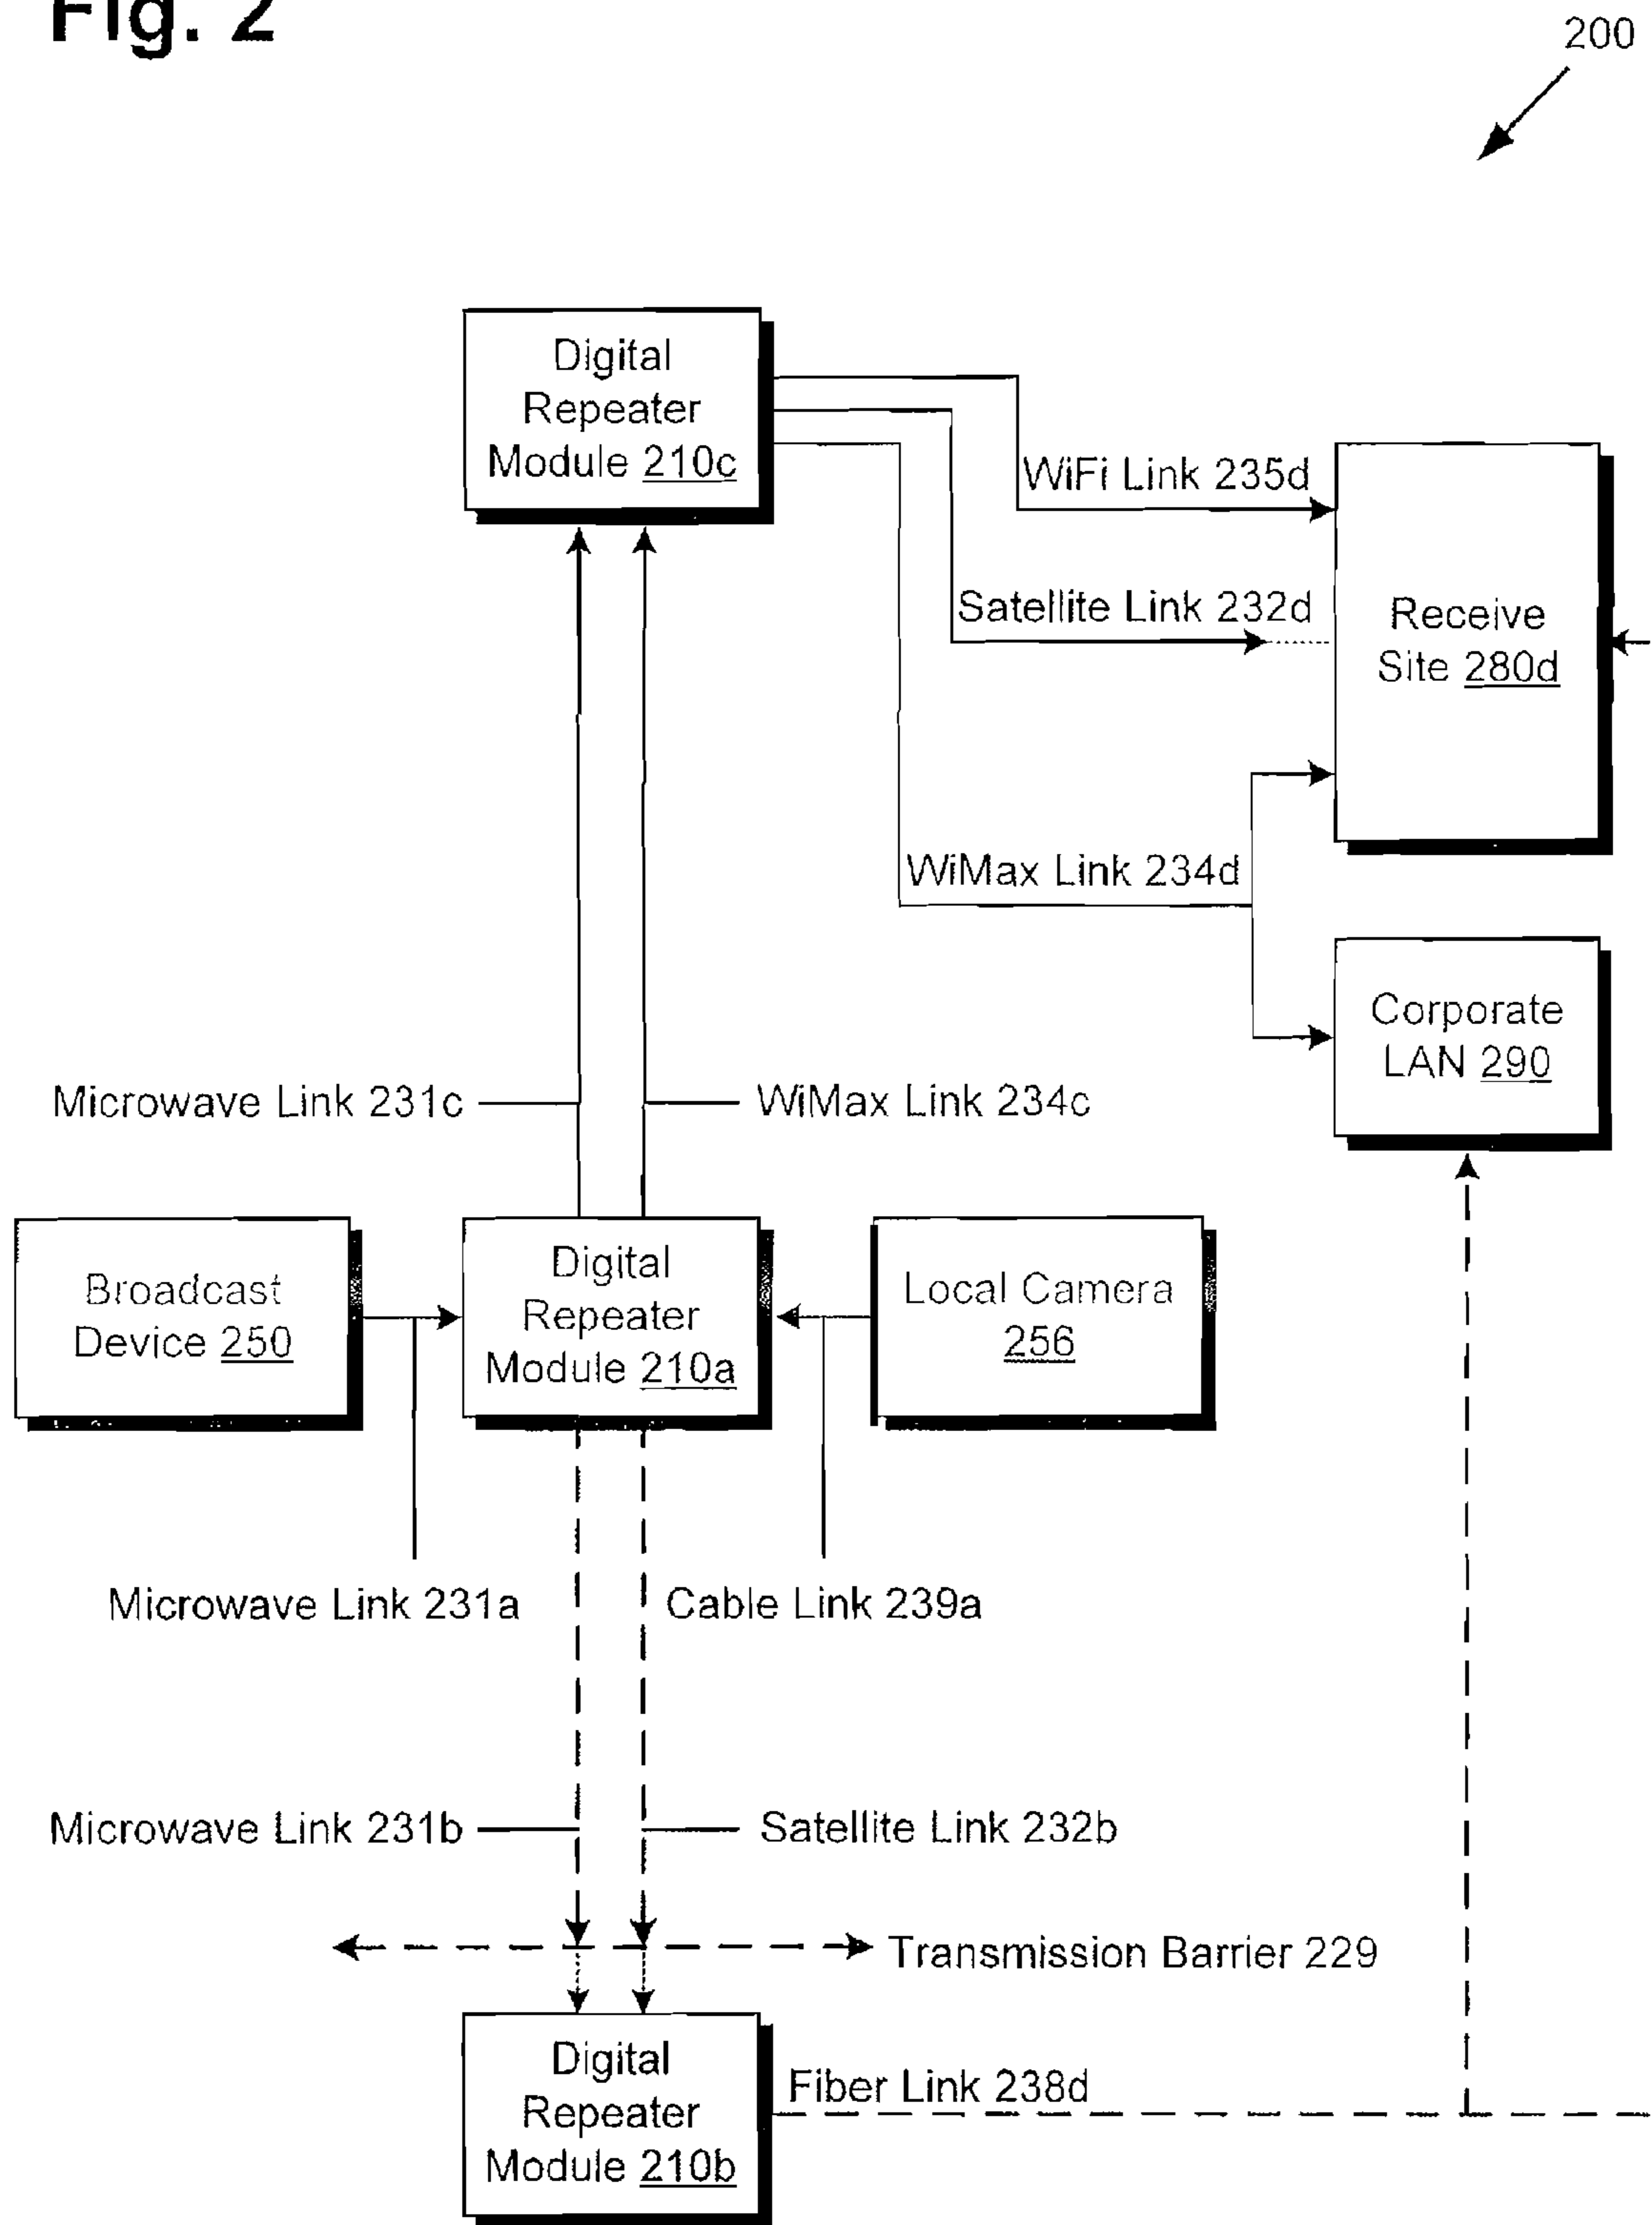 Fig. 2
200
Digital
Repeater
Module 210c
WiFi Link 235d
Satellite Link 232d
Receive
Site 280d
WiMax Link 234d
Corporate
LAN 290
Microwave Link 231c
WiMax Link 234c
Broadcast
Device 250
Digital
Repeater
Module 210a
Local Camera
256
Microwave Link 231a
Cable Link 239a
Microwave Link 231b
Satellite Link 232b
Transmission Barrier 229
Digital
Repeater
Module 210b
Fiber Link 238d